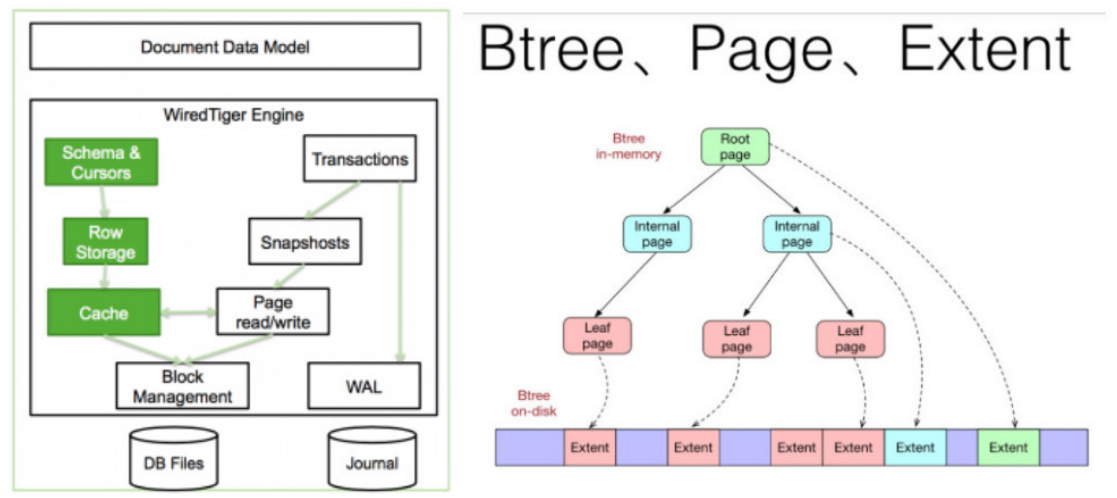 Document Data Model
WiredTiger Engine
Schema &
Cursors
Transactions
Row
Storage
Snapshosts
Cache
Page
read/write
Block
Management
WAL
DB Files
Journal
Btree、Page、Extent
Btree
in-memory
Root
page
Internal
page
Internal
page
Leaf
page
Leaf
page
Leaf
page
Btree
on-disk
Extent
Extent
Extent
Extent
Extent
Extent